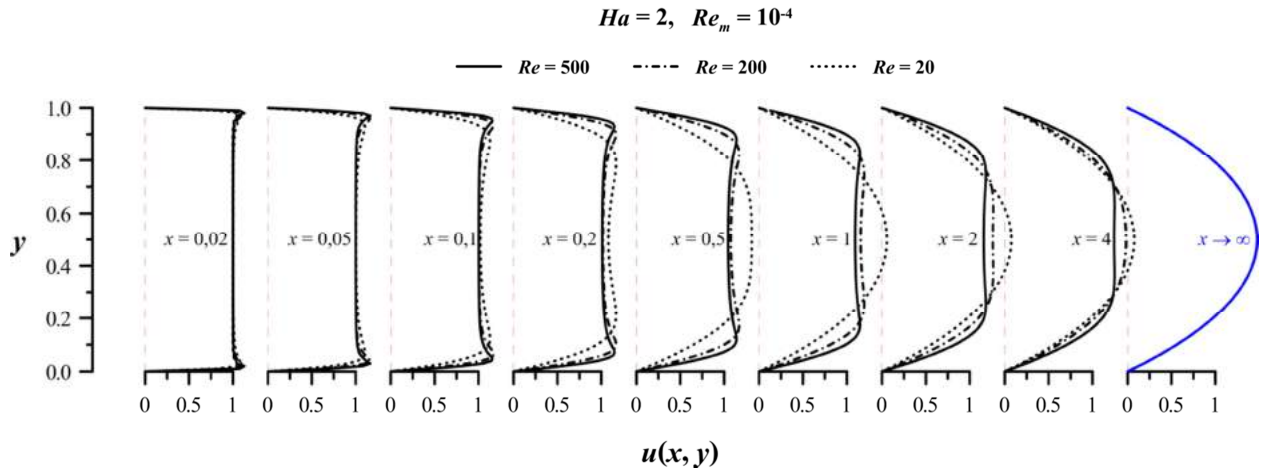 Ha = 2, Re_m = 10^-4
Re = 500 Re = 200 Re = 20
1.0
0.8
0.6
0.4
0.2
0.0
y
x = 0,02 x = 0,05 x = 0,1 x = 0,2 x = 0,5 x = 1 x = 2 x = 4 x → ∞
0 0.5 1 0 0.5 1 0 0.5 1 0 0.5 1 0 0.5 1 0 0.5 1 0 0.5 1 0 0.5 1 0 0.5 1
u(x, y)